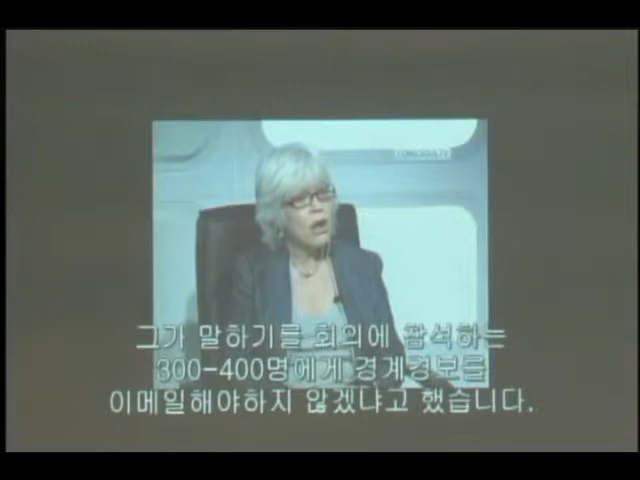 그가 말하기를 회의에 참석하는
300-400명에게 경계경보를
이메일해야하지 않겠냐고 했습니다.